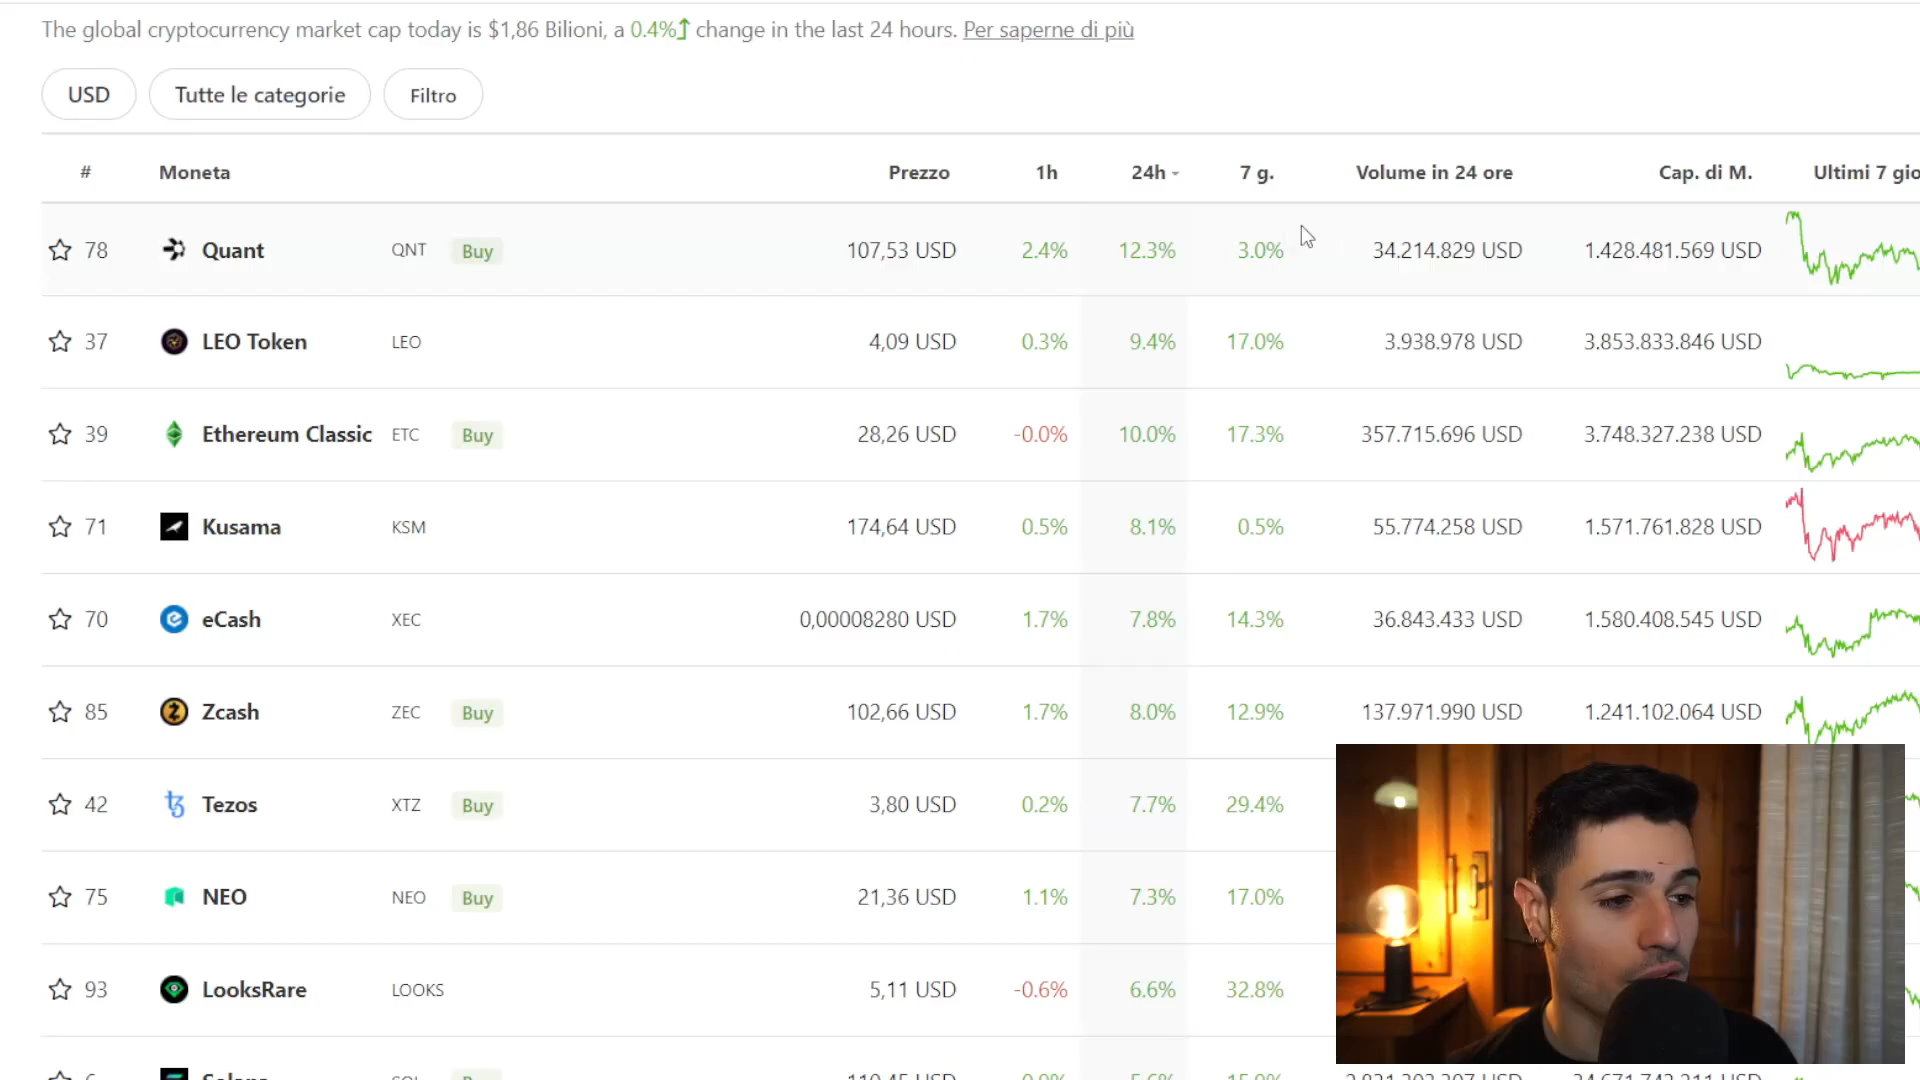 The global cryptocurrency market cap today is $1,86 Bilioni, a 0.4% change in the last 24 hours. Per saperne di più
USD Tutte le categorie Filtro
# Moneta Prezzo 1h 24h 7 g. Volume in 24 ore Cap. di M. Ultimi 7 gio
78 Quant QNT Buy 107,53 USD 2.4% 12.3% 3.0% 34.214.829 USD 1.428.481.569 USD
37 LEO Token LEO 4,09 USD 0.3% 9.4% 17.0% 3.938.978 USD 3.853.833.846 USD
39 Ethereum Classic ETC Buy 28,26 USD -0.0% 10.0% 17.3% 357.715.696 USD 3.748.327.238 USD
71 Kusama KSM 174,64 USD 0.5% 8.1% 0.5% 55.774.258 USD 1.571.761.828 USD
70 eCash XEC 0,00008280 USD 1.7% 7.8% 14.3% 36.843.433 USD 1.580.408.545 USD
85 Zcash ZEC Buy 102,66 USD 1.7% 8.0% 12.9% 137.971.990 USD 1.241.102.064 USD
42 Tezos XTZ Buy 3,80 USD 0.2% 7.7% 29.4%
75 NEO NEO Buy 21,36 USD 1.1% 7.3% 17.0%
93 LooksRare LOOKS 5,11 USD -0.6% 6.6% 32.8%
Solana SOL